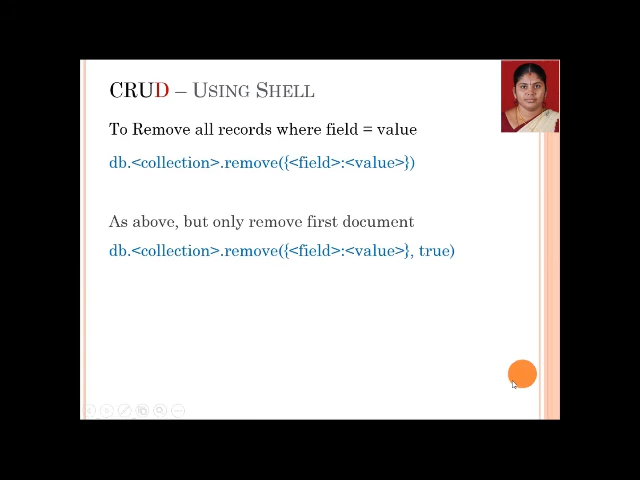 CRUD – USING SHELL
To Remove all records where field = value
db.<collection>.remove({<field>:<value>})
As above, but only remove first document
db.<collection>.remove({<field>:<value>}, true)